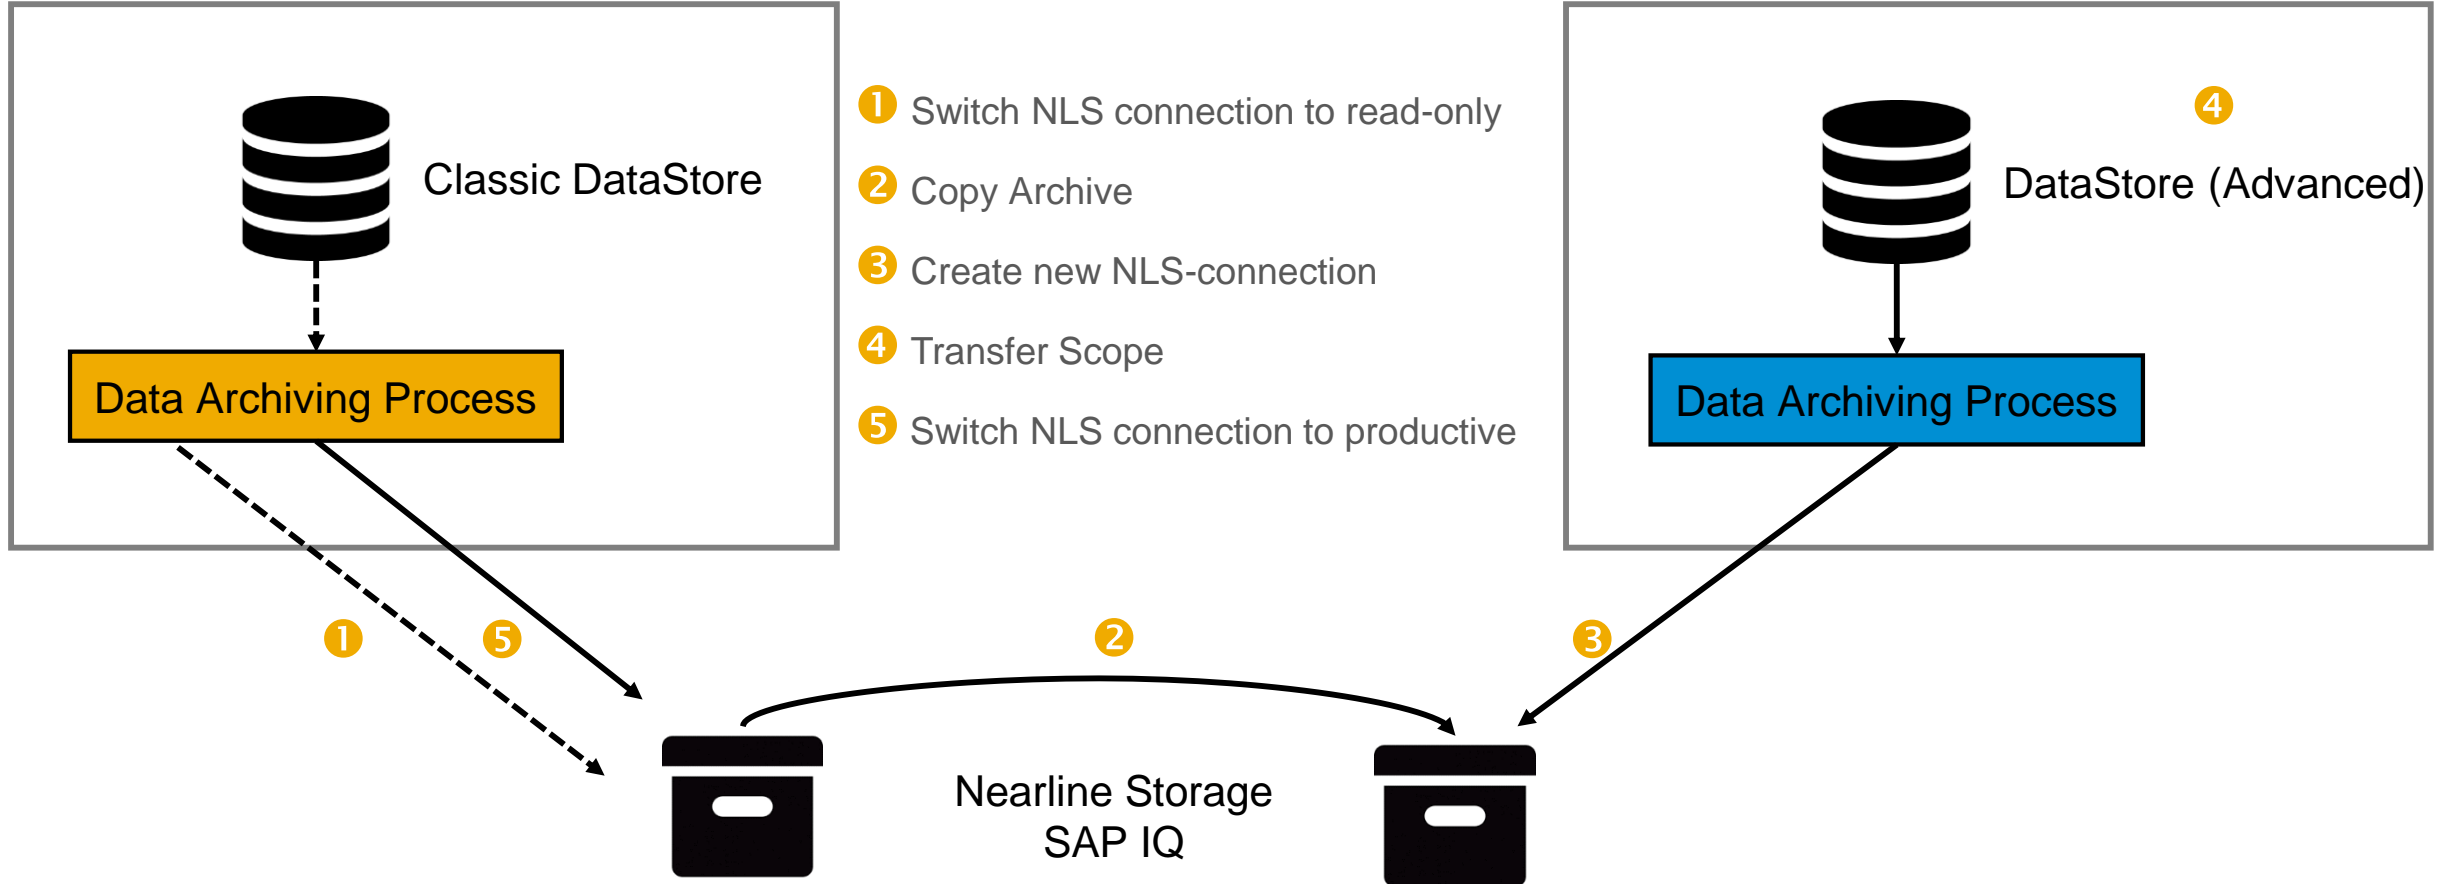 Classic DataStore
Data Archiving Process
1 Switch NLS connection to read-only
2 Copy Archive
3 Create new NLS-connection
4 Transfer Scope
5 Switch NLS connection to productive
4
DataStore (Advanced)
Data Archiving Process
1
5
2
3
Nearline Storage
SAP IQ